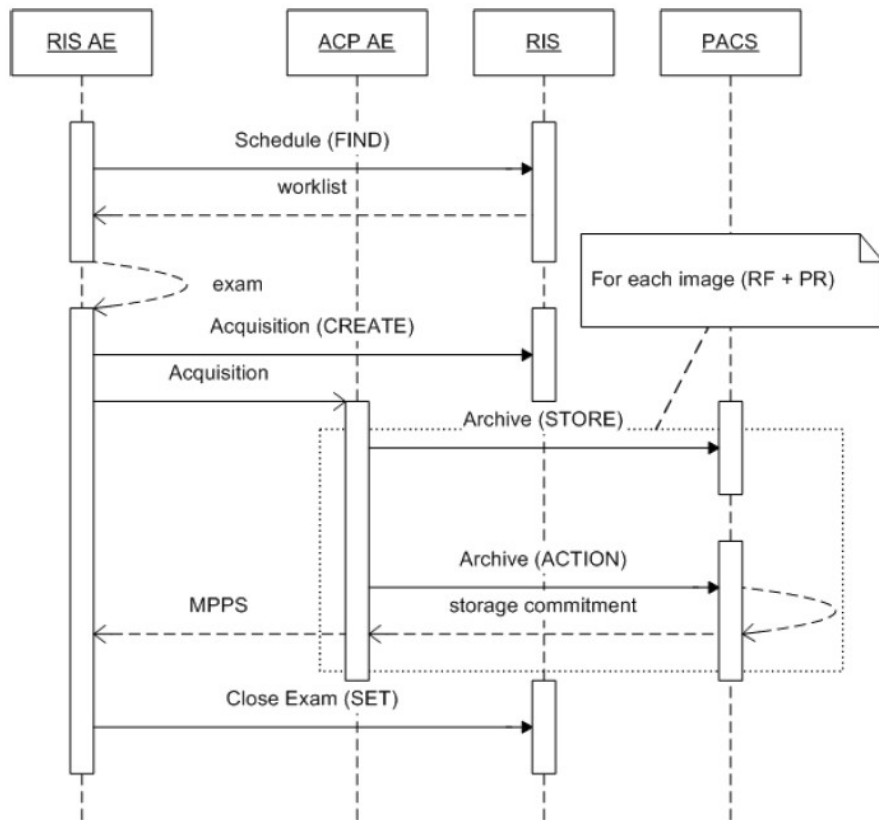 RIS AE
ACP AE
RIS
PACS
Schedule (FIND)
worklist
For each image (RF + PR)
exam
Acquisition (CREATE)
Acquisition
Archive (STORE)
Archive (ACTION)
MPPS
storage commitment
Close Exam (SET)